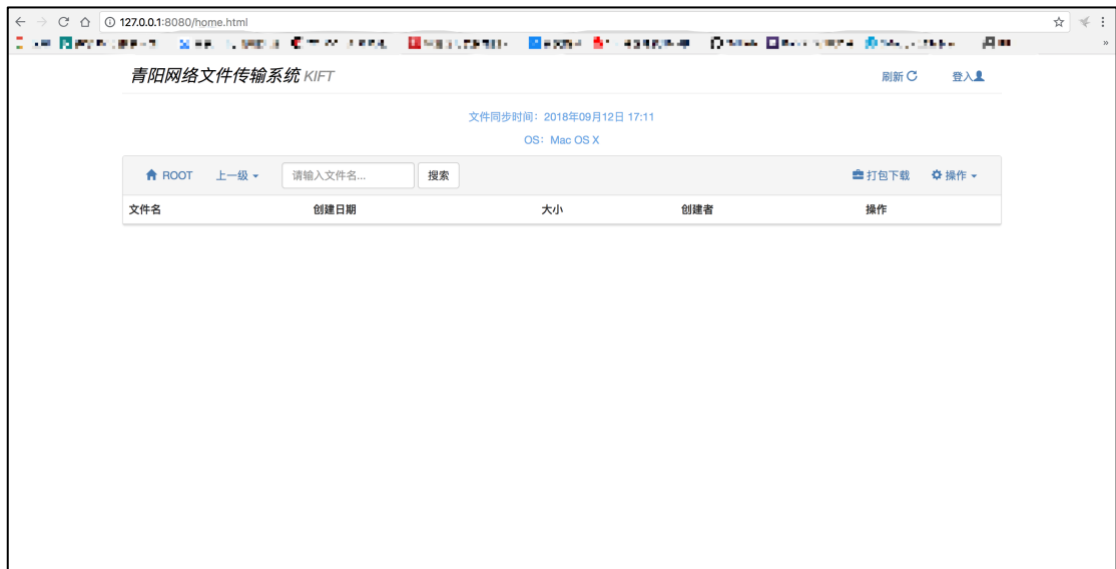 127.0.0.1:8080/home.html
青阳网络文件传输系统 KIFT 刷新 登入
文件同步时间：2018年09月12日 17:11
OS：Mac OS X
ROOT 上一级 请输入文件名... 搜索 打包下载 操作
文件名 创建日期 大小 创建者 操作